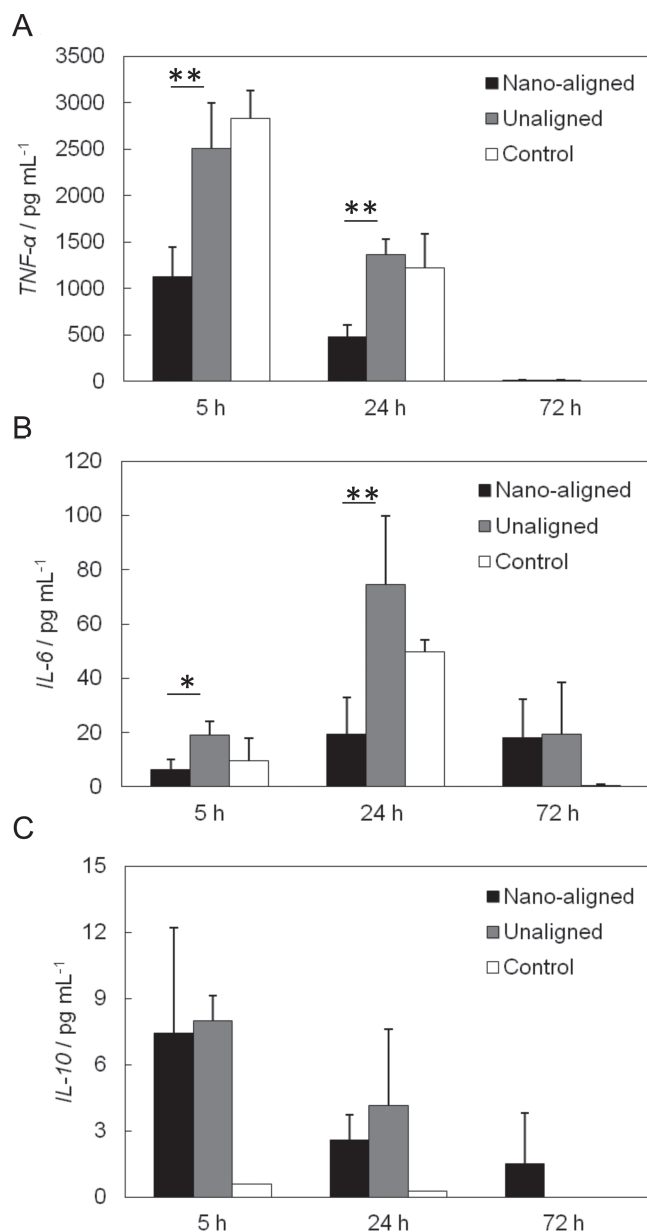 A
3500
3000
2500
2000
1500
1000
500
0
TNF-α / pg mL⁻¹
**
**
Nano-aligned
Unaligned
Control
5 h 24 h 72 h
B
120
100
80
60
40
20
0
IL-6 / pg mL⁻¹
*
**
Nano-aligned
Unaligned
Control
5 h 24 h 72 h
C
15
12
9
6
3
0
IL-10 / pg mL⁻¹
Nano-aligned
Unaligned
Control
5 h 24 h 72 h